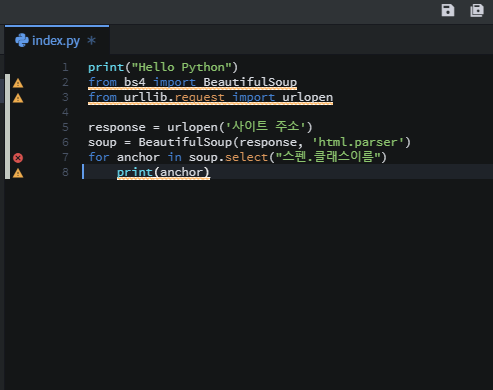 index.py
1 print("Hello Python")
2 from bs4 import BeautifulSoup
3 from urllib.request import urlopen
4
5 response = urlopen('사이트 주소')
6 soup = BeautifulSoup(response, 'html.parser')
7 for anchor in soup.select("스펜.클래스이름")
8 print(anchor)